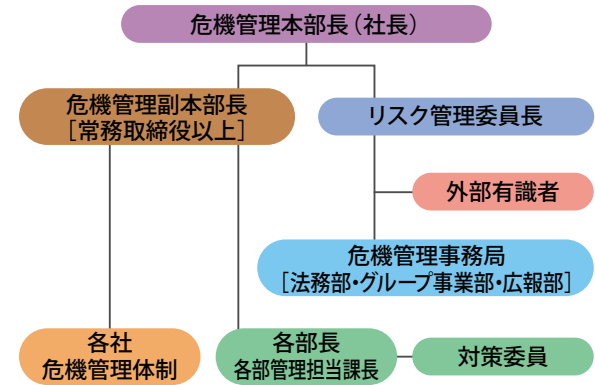 危機管理本部長（社長）
危機管理副本部長
［常務取締役以上］
リスク管理委員長
外部有識者
危機管理事務局
［法務部・グループ事業部・広報部］
各社
危機管理体制
各部長
各部管理担当課長
対策委員